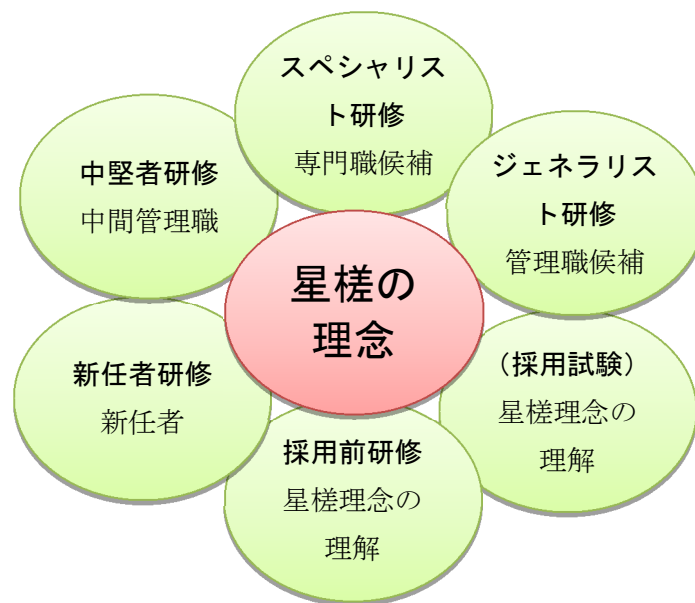 スペシャリス
ト研修
専門職候補
ジェネラリス
ト研修
管理職候補
中堅者研修
中間管理職
星槎の
理念
新任者研修
新任者
(採用試験)
星槎理念の
理解
採用前研修
星槎理念の
理解